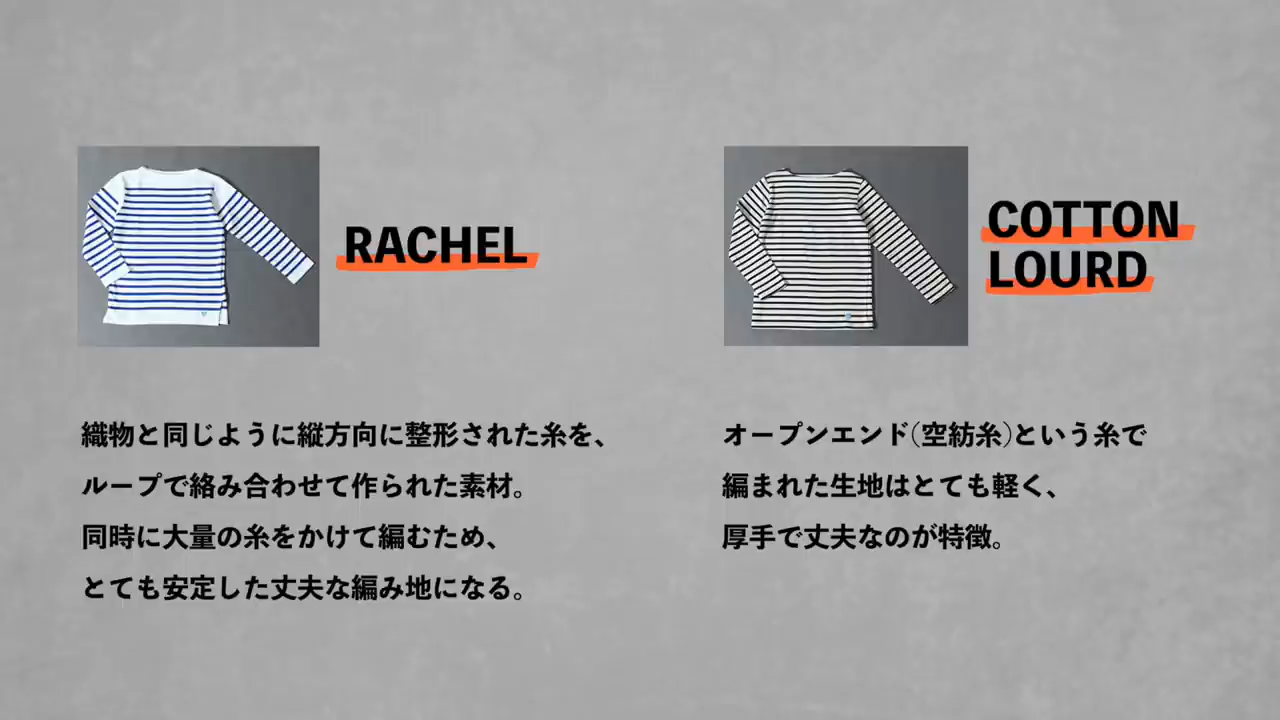 RACHEL
織物と同じように縦方向に整形された糸を、
ループで絡み合わせて作られた素材。
同時に大量の糸をかけて編むため、
とても安定した丈夫な編み地になる。
COTTON
LOURD
オープンエンド(空紡糸)という糸で
編まれた生地はとても軽く、
厚手で丈夫なのが特徴。